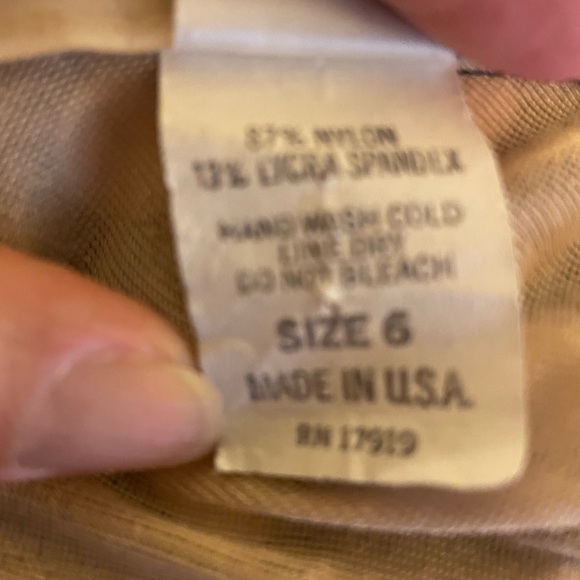 87% NYLON
13% LYCRA SPANDEX
HAND WASH COLD
LINE DRY
DO NOT BLEACH
SIZE 6
MADE IN U.S.A.
RN 17919